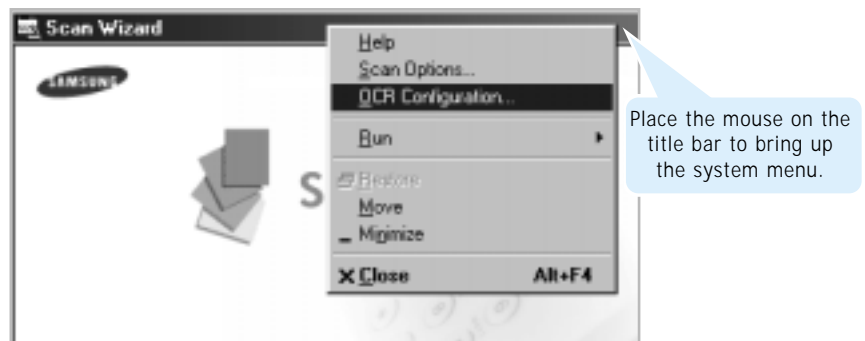 Scan Wizard
SAMSUNG
S
Help
Scan Options...
OCR Configuration...
Run
Restore
Move
Minimize
Close Alt+F4
Place the mouse on the
title bar to bring up
the system menu.